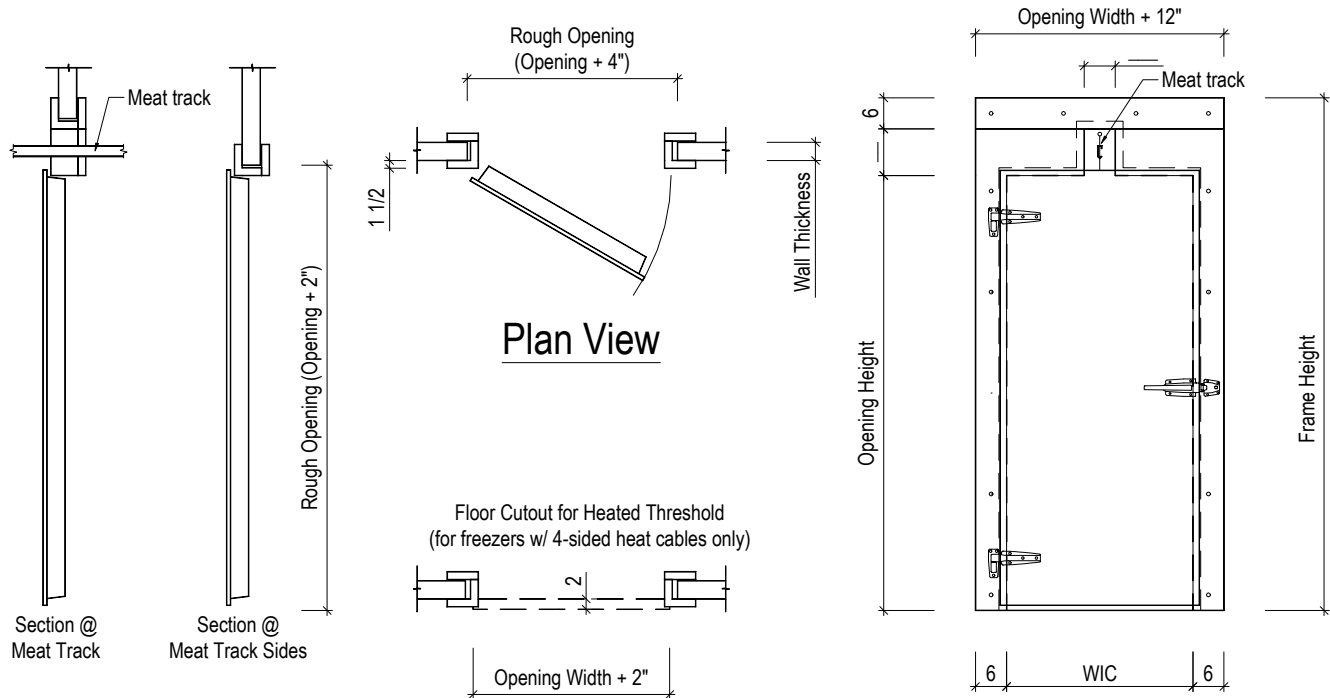 Meat track
Section @
Meat Track
Section @
Meat Track Sides
Rough Opening (Opening + 2")
Rough Opening
(Opening + 4")
1 1/2
Wall Thickness
Plan View
Floor Cutout for Heated Threshold
(for freezers w/ 4-sided heat cables only)
2
Opening Width + 2"
Opening Width + 12"
Meat track
6
Opening Height
Frame Height
6
WIC
6